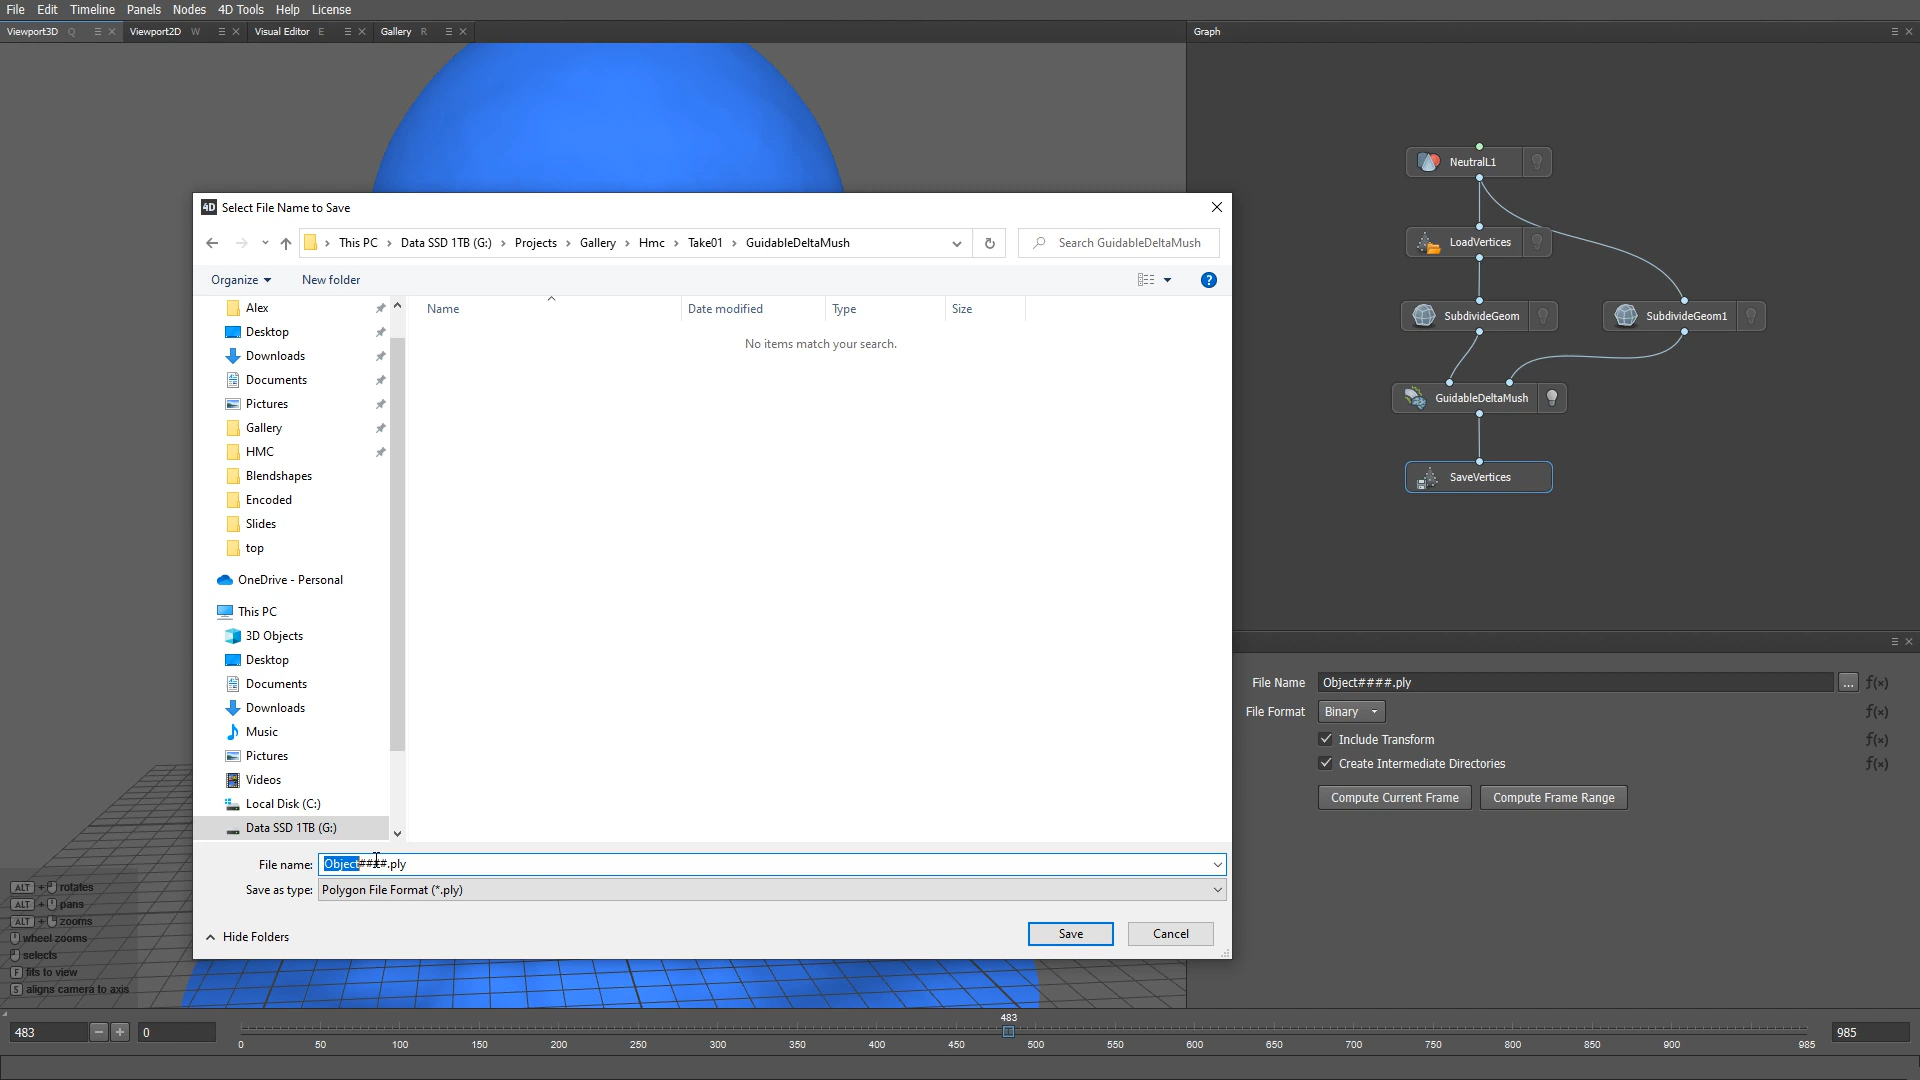 File Edit Timeline Panels Nodes 4D Tools Help License
Viewport3D Q Viewport2D W Visual Editor E Gallery R Graph
NeutralL1
LoadVertices
SubdivideGeom SubdivideGeom1
GuidableDeltaMush
SaveVertices
4D Select File Name to Save
This PC › Data SSD 1TB (G:) › Projects › Gallery › Hmc › Take01 › GuidableDeltaMush
Search GuidableDeltaMush
Organize New folder
Name Date modified Type Size
No items match your search.
Alex
Desktop
Downloads
Documents
Pictures
Gallery
HMC
Blendshapes
Encoded
Slides
top
OneDrive - Personal
This PC
3D Objects
Desktop
Documents
Downloads
Music
Pictures
Videos
Local Disk (C:)
Data SSD 1TB (G:)
File name: Object####.ply
Save as type: Polygon File Format (*.ply)
Hide Folders Save Cancel
File Name Object####.ply ... f(x)
File Format Binary f(x)
Include Transform f(x)
Create Intermediate Directories f(x)
Compute Current Frame Compute Frame Range
ALT + rotates
ALT + pans
ALT + zooms
wheel zooms
selects
F fits to view
S aligns camera to axis
483
483 − + 0 985
0 50 100 150 200 250 300 350 400 450 500 550 600 650 700 750 800 850 900 985